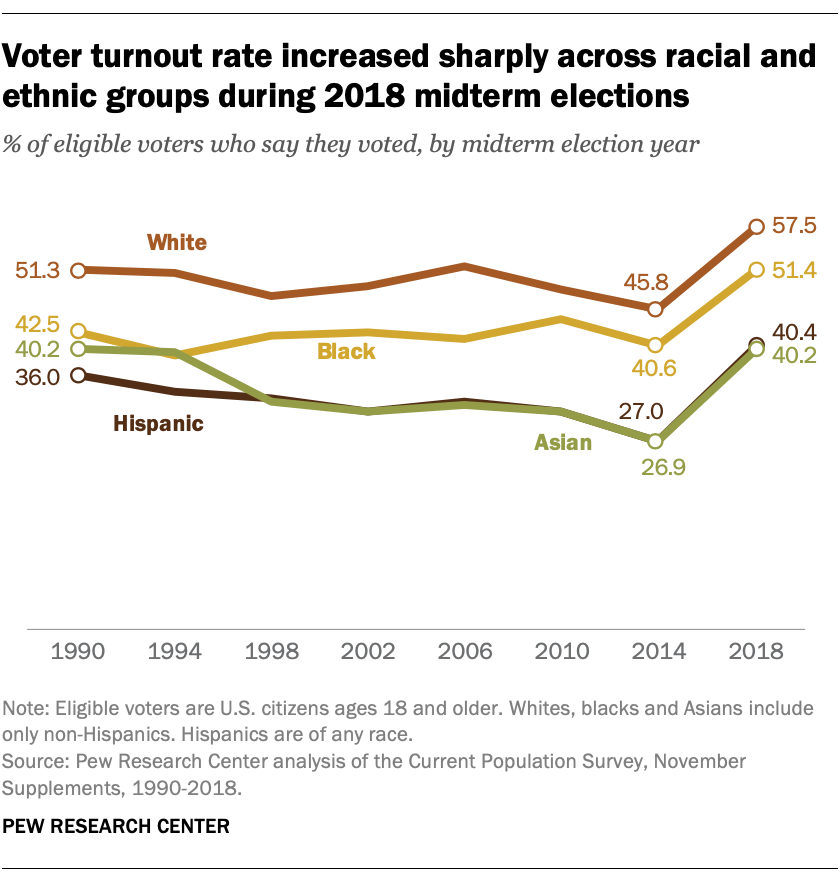 Voter turnout rate increased sharply across racial and
ethnic groups during 2018 midterm elections
% of eligible voters who say they voted, by midterm election year
57.5
White
51.3
45.8
51.4
42.5
40.4
40.2
Black
40.2
40.6
36.0
27.0
Hispanic
Asian
26.9
1990 1994 1998 2002 2006 2010 2014 2018
Note: Eligible voters are U.S. citizens ages 18 and older. Whites, blacks and Asians include
only non-Hispanics. Hispanics are of any race.
Source: Pew Research Center analysis of the Current Population Survey, November
Supplements, 1990-2018.
PEW RESEARCH CENTER